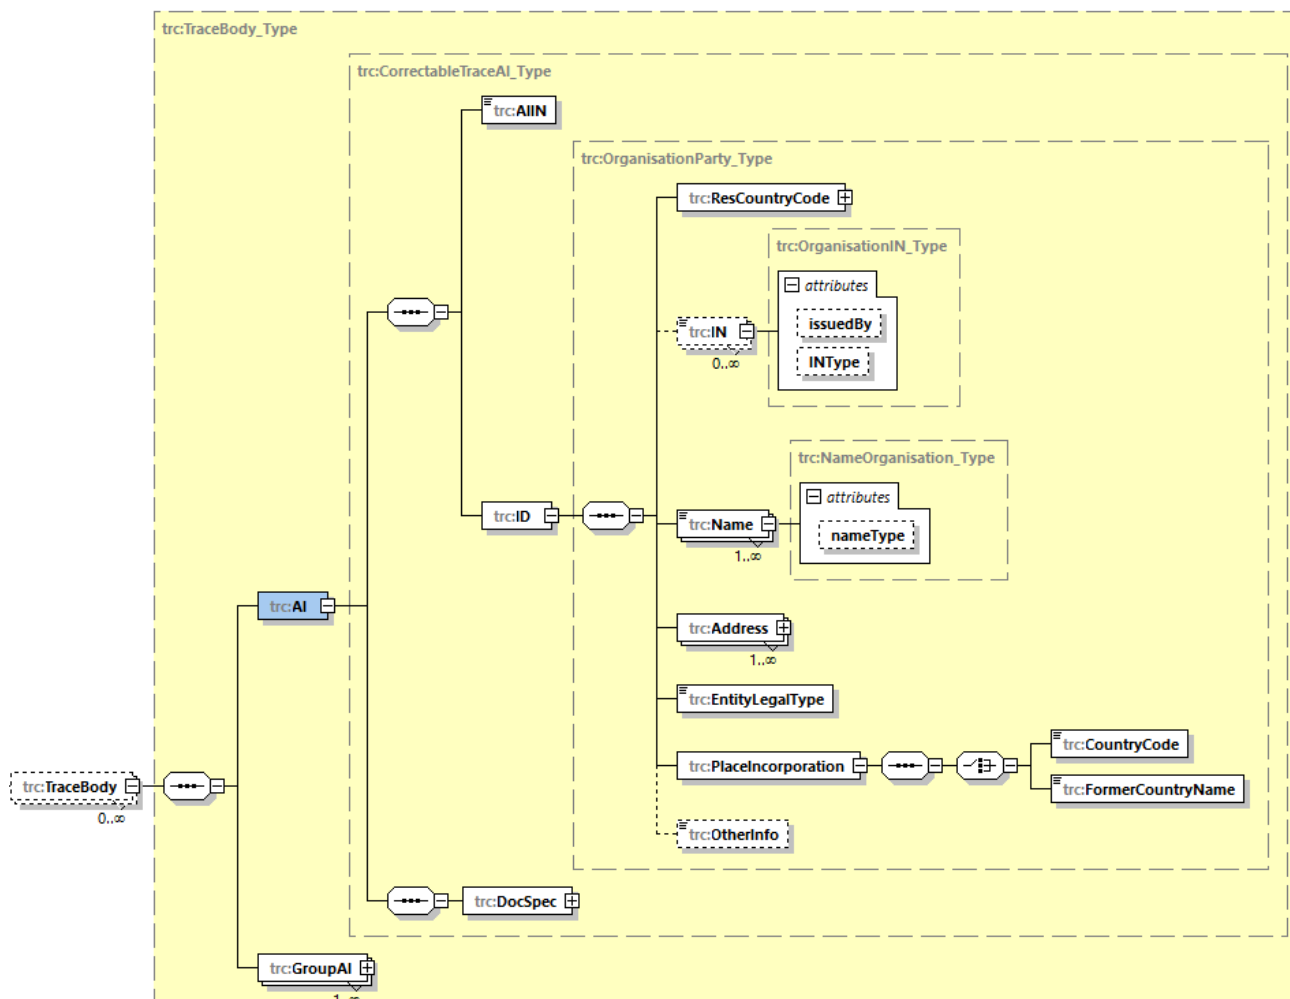 trc:TraceBody_Type
trc:CorrectableTraceAI_Type
trc:AIIN
trc:OrganisationParty_Type
trc:ResCountryCode
trc:OrganisationIN_Type
attributes
issuedBy
trc:IN
INType
0..∞
trc:NameOrganisation_Type
attributes
trc:Name
nameType
1..∞
trc:ID
trc:AI
trc:Address
1..∞
trc:EntityLegalType
trc:CountryCode
trc:PlaceIncorporation
trc:FormerCountryName
trc:TraceBody
0..∞
trc:OtherInfo
trc:DocSpec
trc:GroupAI
1..∞